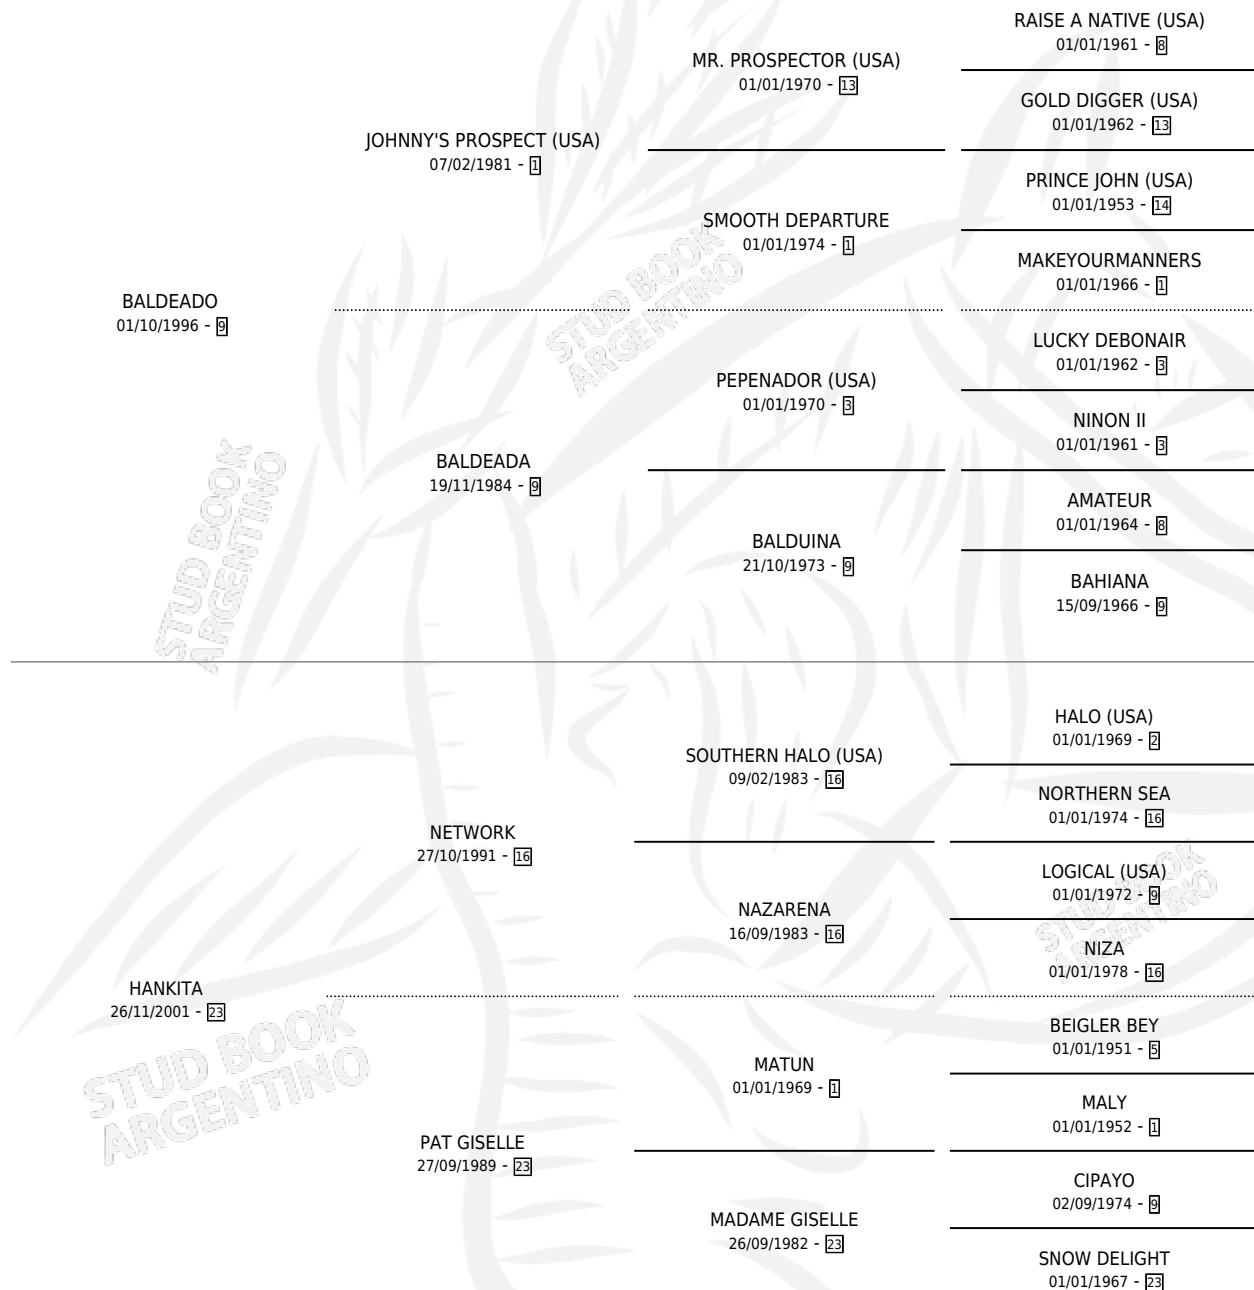 RAISE A NATIVE (USA)
01/01/1961 - 8
MR. PROSPECTOR (USA)
01/01/1970 - 13
GOLD DIGGER (USA)
01/01/1962 - 13
JOHNNY'S PROSPECT (USA)
07/02/1981 - 1
PRINCE JOHN (USA)
01/01/1953 - 14
SMOOTH DEPARTURE
01/01/1974 - 1
MAKEYOURMANNERS
01/01/1966 - 1
BALDEADO
01/10/1996 - 9
LUCKY DEBONAIR
01/01/1962 - 3
PEPENADOR (USA)
01/01/1970 - 3
NINON II
01/01/1961 - 3
BALDEADA
19/11/1984 - 9
AMATEUR
01/01/1964 - 8
BALDUINA
21/10/1973 - 9
BAHIANA
15/09/1966 - 9
HALO (USA)
01/01/1969 - 2
SOUTHERN HALO (USA)
09/02/1983 - 16
NORTHERN SEA
01/01/1974 - 16
NETWORK
27/10/1991 - 16
LOGICAL (USA)
01/01/1972 - 9
NAZARENA
16/09/1983 - 16
NIZA
01/01/1978 - 16
HANKITA
26/11/2001 - 23
BEIGLER BEY
01/01/1951 - 5
MATUN
01/01/1969 - 1
MALY
01/01/1952 - 1
PAT GISELLE
27/09/1989 - 23
CIPAYO
02/09/1974 - 9
MADAME GISELLE
26/09/1982 - 23
SNOW DELIGHT
01/01/1967 - 23
STUD BOOK
ARGENTINO
STUD BOOK
ARGENTINO
STUD BOOK
ARGENTINO
STUD BOOK
ARGENTINO